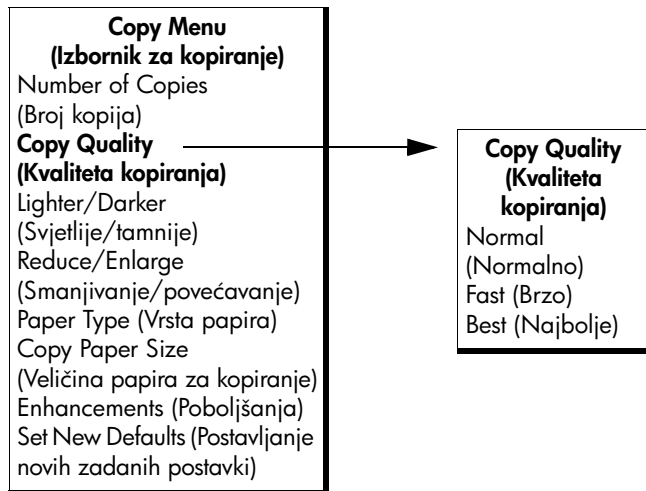 Copy Menu
(Izbornik za kopiranje)
Number of Copies
(Broj kopija)
Copy Quality
(Kvaliteta kopiranja)
Lighter/Darker
(Svjetlije/tamnije)
Reduce/Enlarge
(Smanjivanje/povećavanje)
Paper Type (Vrsta papira)
Copy Paper Size
(Veličina papira za kopiranje)
Enhancements (Poboljšanja)
Set New Defaults (Postavljanje
novih zadanih postavki)
Copy Quality
(Kvaliteta
kopiranja)
Normal
(Normalno)
Fast (Brzo)
Best (Najbolje)